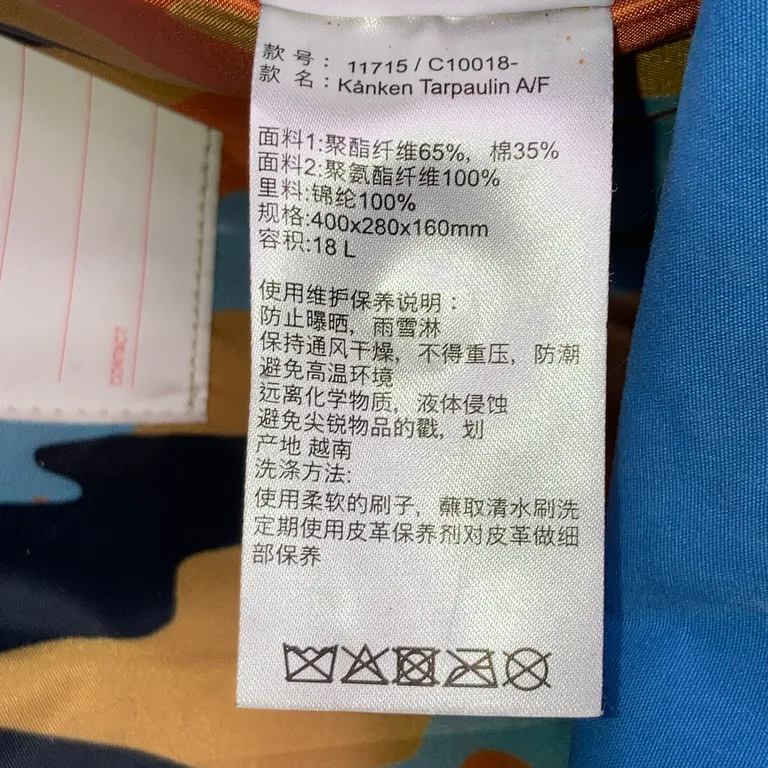 款号： 11715 / C10018-
款名：Kånken Tarpaulin A/F
面料1:聚酯纤维65%，棉35%
面料2:聚氨酯纤维100%
里料:锦纶100%
规格:400x280x160mm
容积:18 L
使用维护保养说明：
防止曝晒，雨雪淋
保持通风干燥，不得重压，防潮
避免高温环境
远离化学物质，液体侵蚀
避免尖锐物品的戳，划
产地 越南
洗涤方法:
使用柔软的刷子，蘸取清水刷洗
定期使用皮革保养剂对皮革做细
部保养
CONTACT